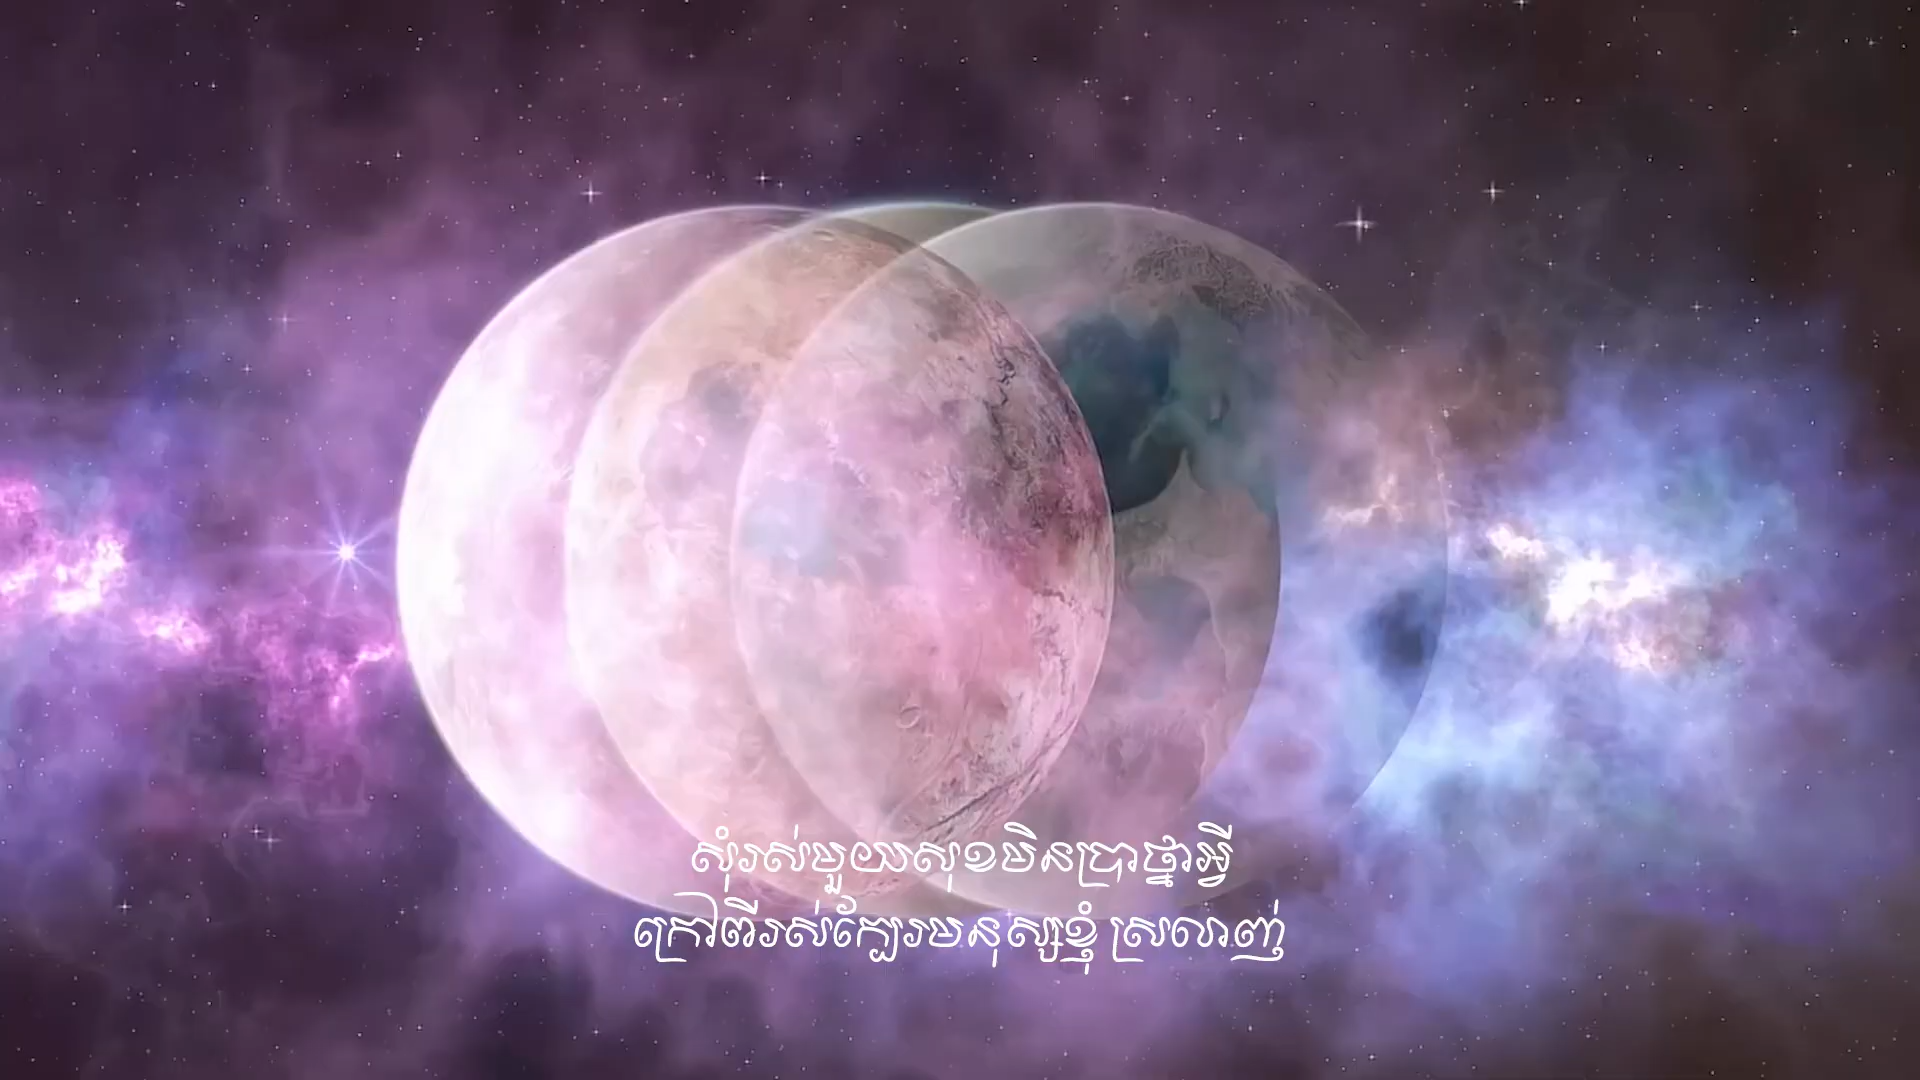 សុំរស់មួយសុខមិនប្រាថ្នាអ្វី
ក្រៅពីរស់ក្បែរមនុស្សខ្ញុំ ស្រលាញ់